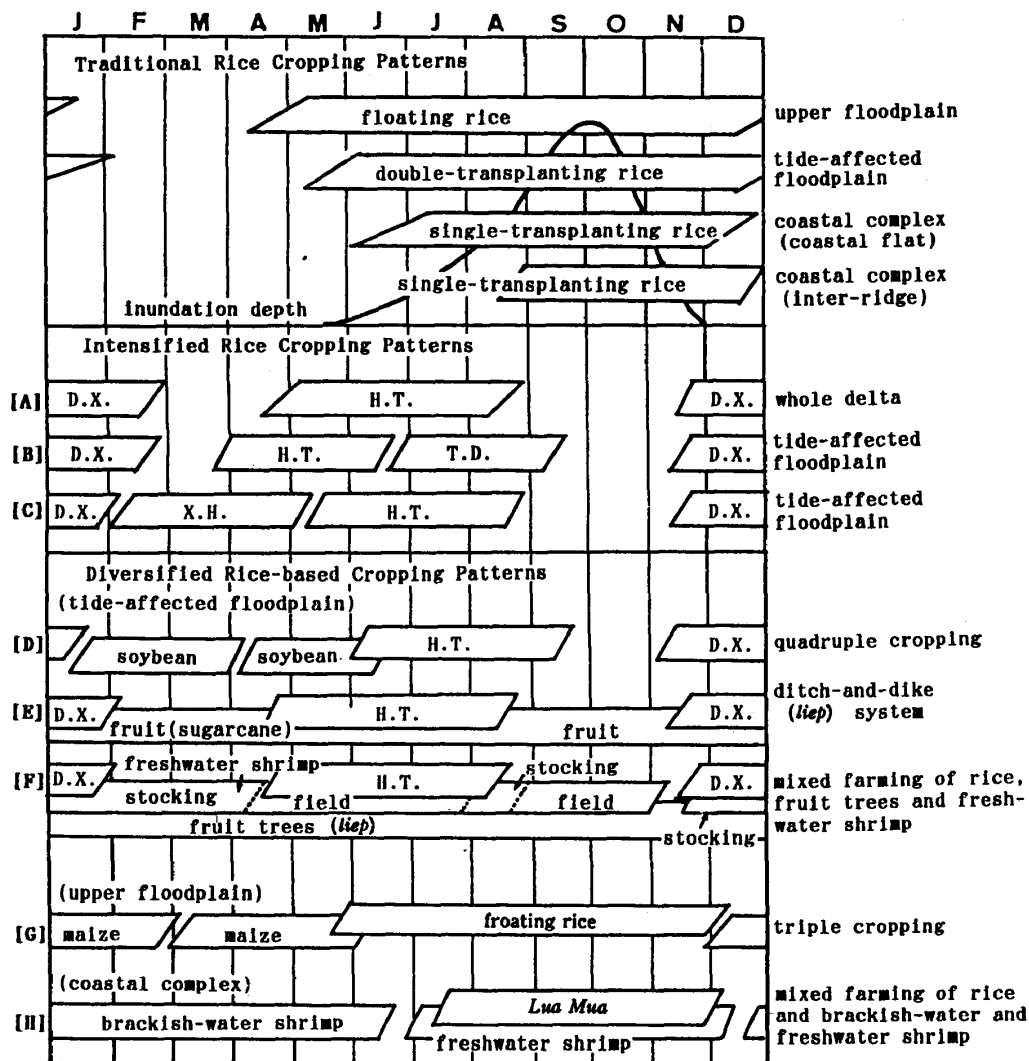 J F M A M J J A S O N D
Traditional Rice Cropping Patterns
floating rice
upper floodplain
double-transplanting rice
tide-affected
floodplain
single-transplanting rice
coastal complex
(coastal flat)
single-transplanting rice
coastal complex
(inter-ridge)
inundation depth
Intensified Rice Cropping Patterns
[A] D.X. H.T. D.X. whole delta
[B] D.X. H.T. T.D. D.X. tide-affected
floodplain
[C] D.X. X.H. H.T. D.X. tide-affected
floodplain
Diversified Rice-based Cropping Patterns
(tide-affected floodplain)
[D] soybean soybean H.T. D.X. quadruple cropping
[E] D.X. H.T. D.X. ditch-and-dike
(liep) system
fruit(sugarcane) fruit
[F] D.X. freshwater shrimp H.T. stocking D.X. mixed farming of rice,
fruit trees and fresh-
water shrimp
stocking field field
fruit trees (liep) stocking
(upper floodplain)
[G] maize maize froating rice triple cropping
(coastal complex)
[H] brackish-water shrimp Lua Mua mixed farming of rice
and brackish-water and
freshwater shrimp
freshwater shrimp